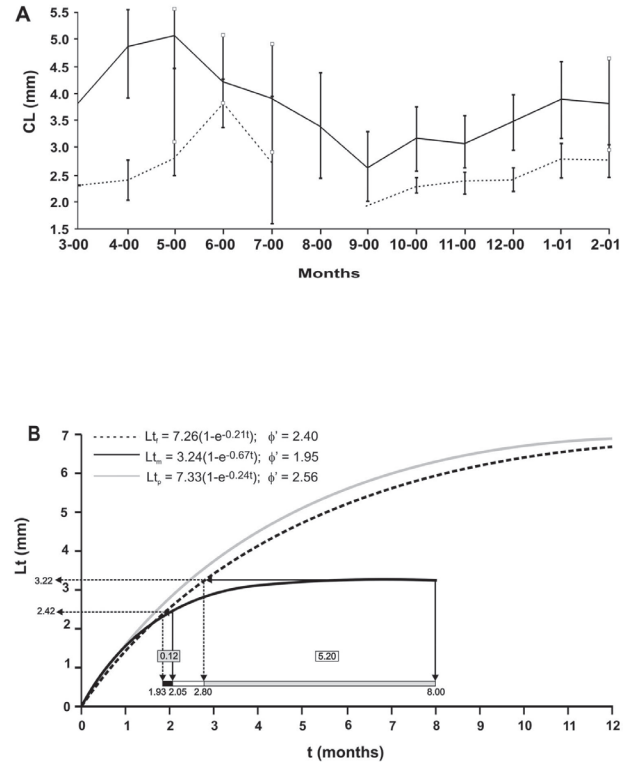 A
CL (mm)
5.5
5.0
4.5
4.0
3.5
3.0
2.5
2.0
1.5
3-00 4-00 5-00 6-00 7-00 8-00 9-00 10-00 11-00 12-00 1-01 2-01
Months
B
Lt (mm)
7
6
5
4
3
2
1
0
Ltf = 7.26(1-e-0.21t); ϕ' = 2.40
Ltm = 3.24(1-e-0.67t); ϕ' = 1.95
Ltp = 7.33(1-e-0.24t); ϕ' = 2.56
3.22
2.42
0.12
5.20
1.93 2.05 2.80 8.00
0 1 2 3 4 5 6 7 8 9 10 11 12
t (months)